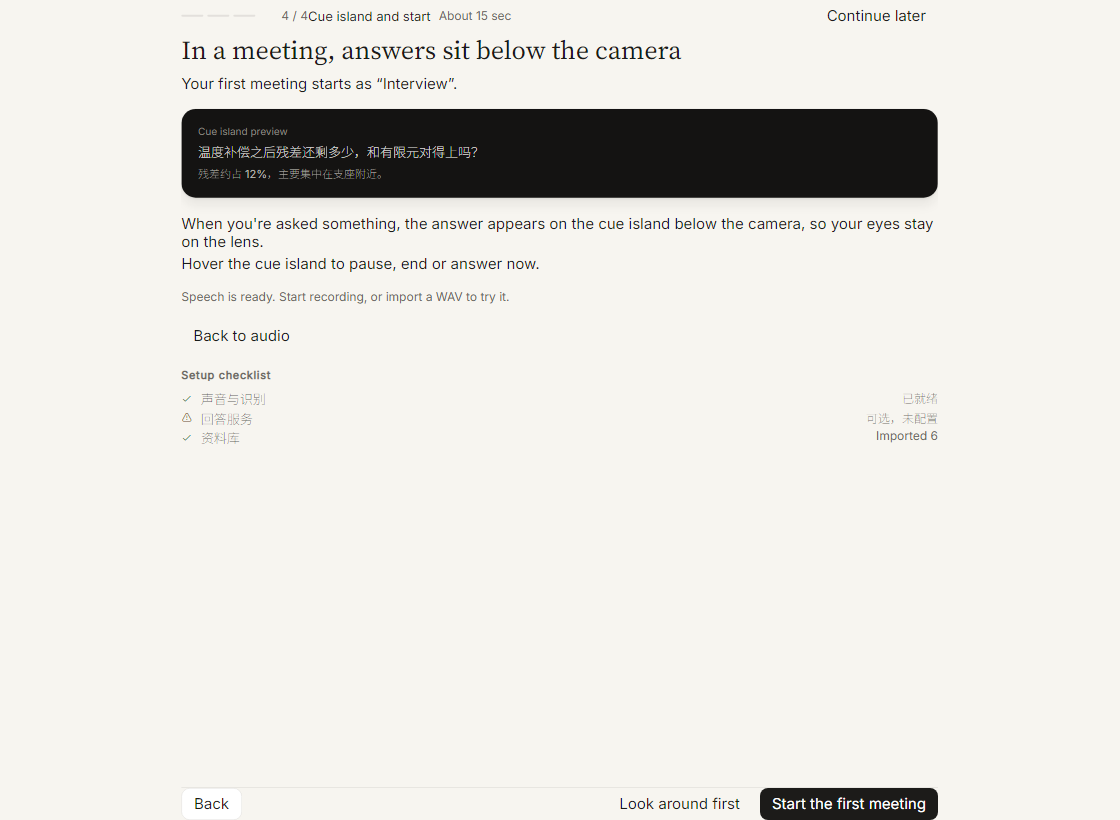 4 / 4 Cue island and start About 15 sec Continue later
In a meeting, answers sit below the camera
Your first meeting starts as “Interview”.
Cue island preview
温度补偿之后残差还剩多少，和有限元对得上吗？
残差约占 12%，主要集中在支座附近。
When you're asked something, the answer appears on the cue island below the camera, so your eyes stay
on the lens.
Hover the cue island to pause, end or answer now.
Speech is ready. Start recording, or import a WAV to try it.
Back to audio
Setup checklist
声音与识别 已就绪
回答服务 可选，未配置
资料库 Imported 6
Back Look around first Start the first meeting